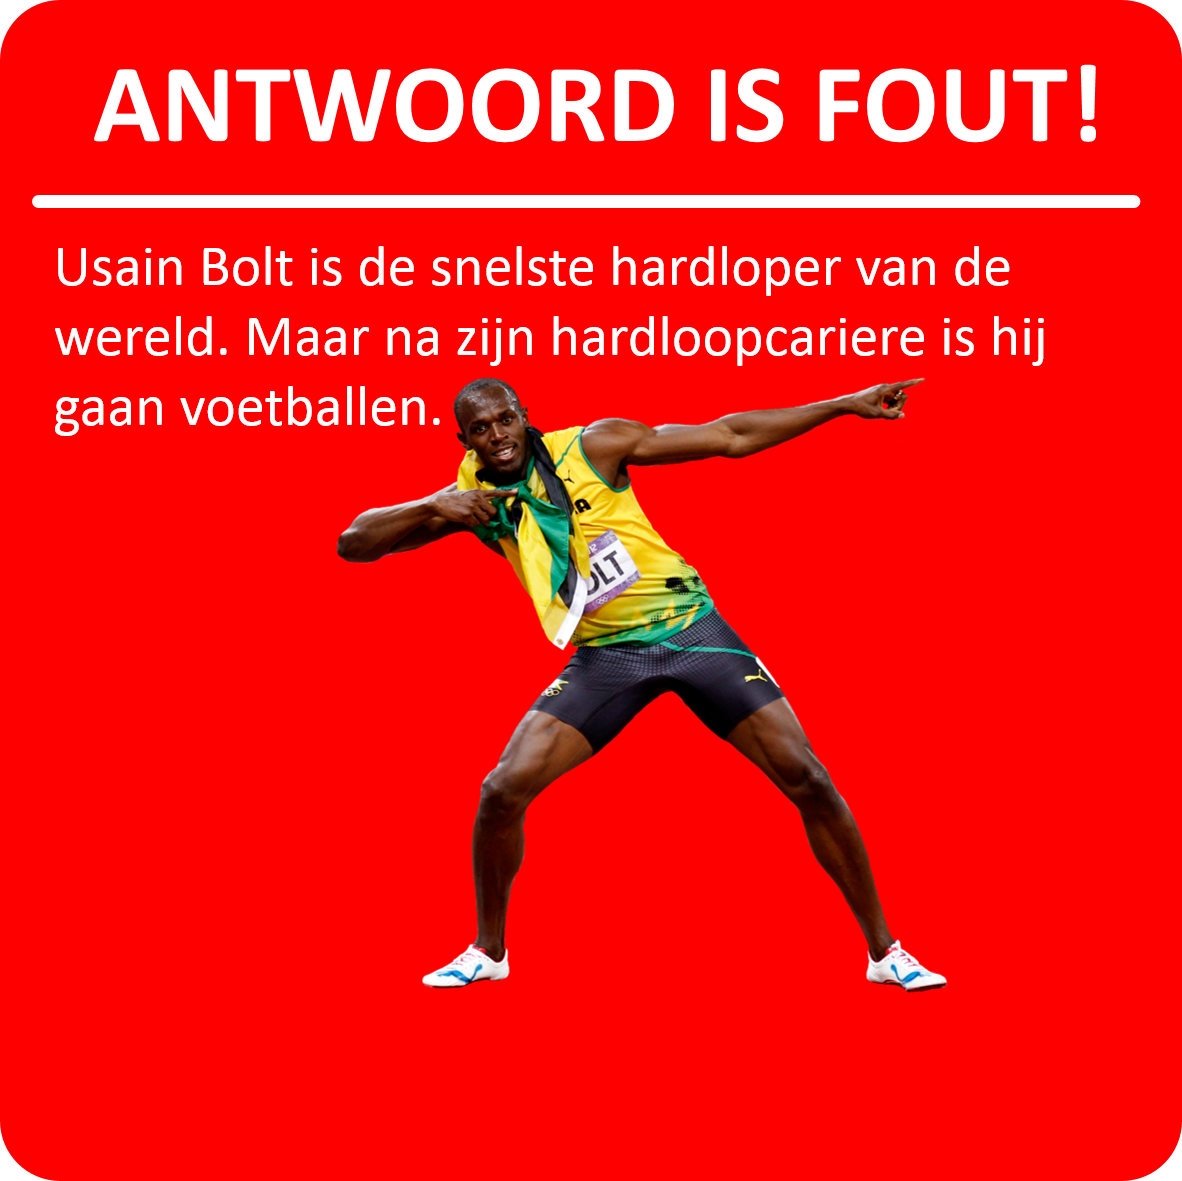 ANTWOORD IS FOUT!
Usain Bolt is de snelste hardloper van de
wereld. Maar na zijn hardloopcariere is hij
gaan voetballen.
OLT